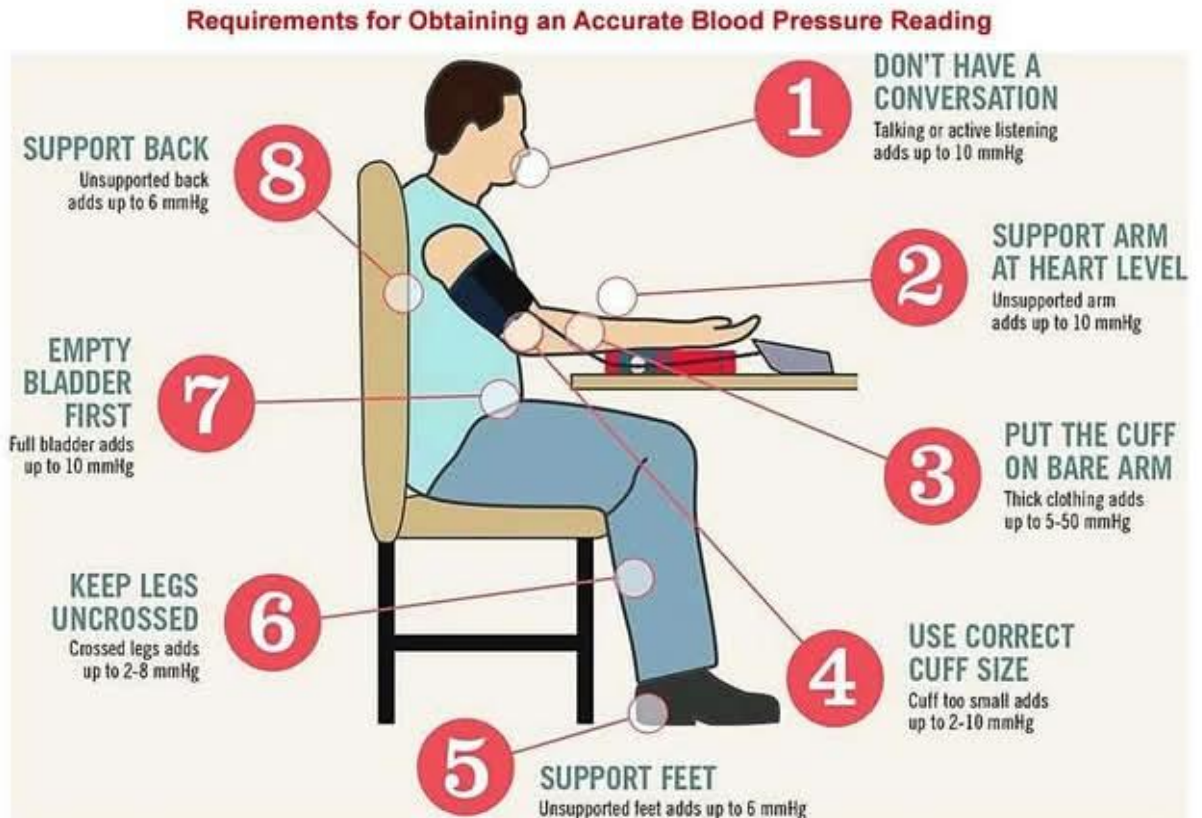 Requirements for Obtaining an Accurate Blood Pressure Reading
1
DON'T HAVE A
CONVERSATION
Talking or active listening
adds up to 10 mmHg
2
SUPPORT ARM
AT HEART LEVEL
Unsupported arm
adds up to 10 mmHg
3
PUT THE CUFF
ON BARE ARM
Thick clothing adds
up to 5-50 mmHg
4
USE CORRECT
CUFF SIZE
Cuff too small adds
up to 2-10 mmHg
5
SUPPORT FEET
Unsupported feet adds up to 6 mmHg
6
KEEP LEGS
UNCROSSED
Crossed legs adds
up to 2-8 mmHg
7
EMPTY
BLADDER
FIRST
Full bladder adds
up to 10 mmHg
8
SUPPORT BACK
Unsupported back
adds up to 6 mmHg